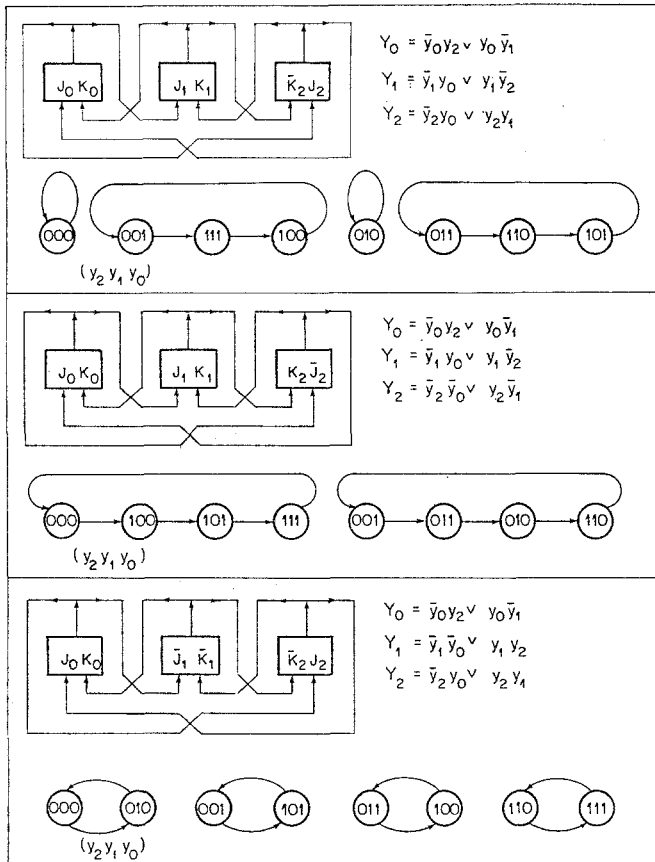 J₀ K₀ J₁ K₁ K̄₂ J₂
Y₀ = ȳ₀y₂ ∨ y₀ȳ₁
Y₁ = ȳ₁y₀ ∨ y₁ȳ₂
Y₂ = ȳ₂y₀ ∨ y₂y₁
000 001 111 100 010 011 110 101
(y₂ y₁ y₀)
J₀ K₀ J₁ K₁ K₂ J̄₂
Y₀ = ȳ₀y₂ ∨ y₀ȳ₁
Y₁ = ȳ₁y₀ ∨ y₁ȳ₂
Y₂ = ȳ₂ȳ₀ ∨ y₂ȳ₁
000 100 101 111 001 011 010 110
(y₂ y₁ y₀)
J₀ K₀ J̄₁ K̄₁ K̄₂ J₂
Y₀ = ȳ₀y₂ ∨ y₀ȳ₁
Y₁ = ȳ₁ȳ₀ ∨ y₁y₂
Y₂ = ȳ₂y₀ ∨ y₂y₁
000 010 001 101 011 100 110 111
(y₂ y₁ y₀)